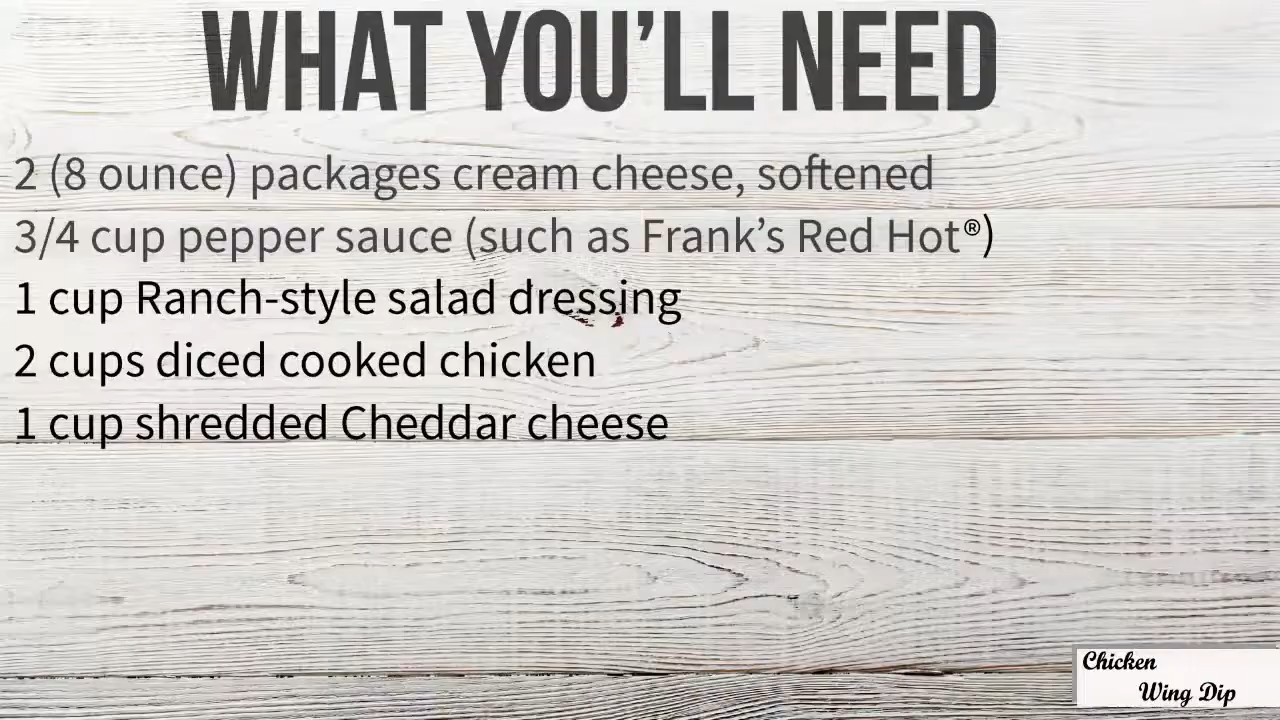 WHAT YOU’LL NEED
2 (8 ounce) packages cream cheese, softened
3/4 cup pepper sauce (such as Frank’s Red Hot®)
1 cup Ranch-style salad dressing
2 cups diced cooked chicken
1 cup shredded Cheddar cheese
Chicken
Wing Dip